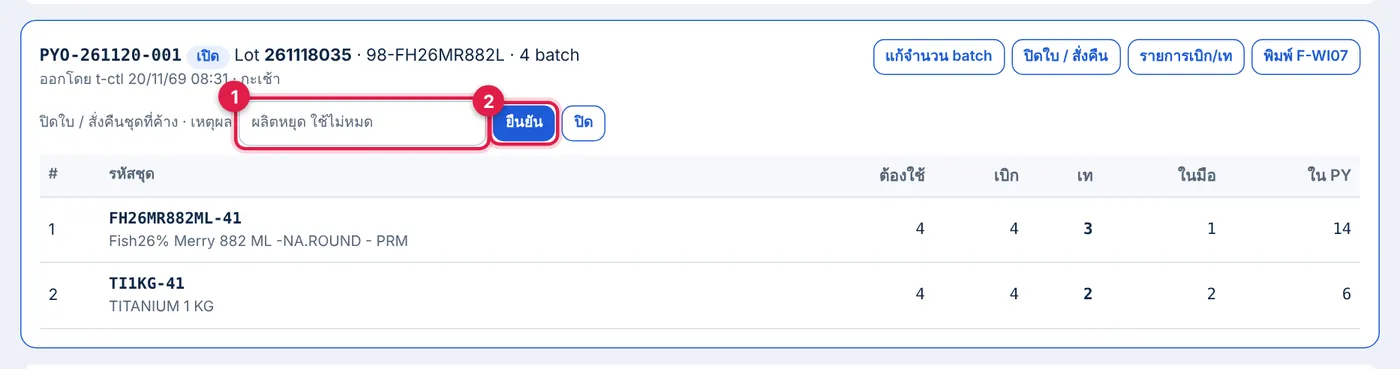 PYO-261120-001 เปิด Lot 261118035 · 98-FH26MR882L · 4 batch แก้จำนวน batch ปิดใบ / สั่งคืน รายการเบิก/เท พิมพ์ F-WI07
ออกโดย t-ctl 20/11/69 08:31 · กะเช้า
1 2
ปิดใบ / สั่งคืนชุดที่ค้าง · เหตุผล ผลิตหยุด ใช้ไม่หมด ยืนยัน ปิด
# รหัสชุด ต้องใช้ เบิก เท ในมือ ใน PY
1 FH26MR882ML-41 4 4 3 1 14
Fish26% Merry 882 ML -NA.ROUND - PRM
2 TI1KG-41 4 4 2 2 6
TITANIUM 1 KG